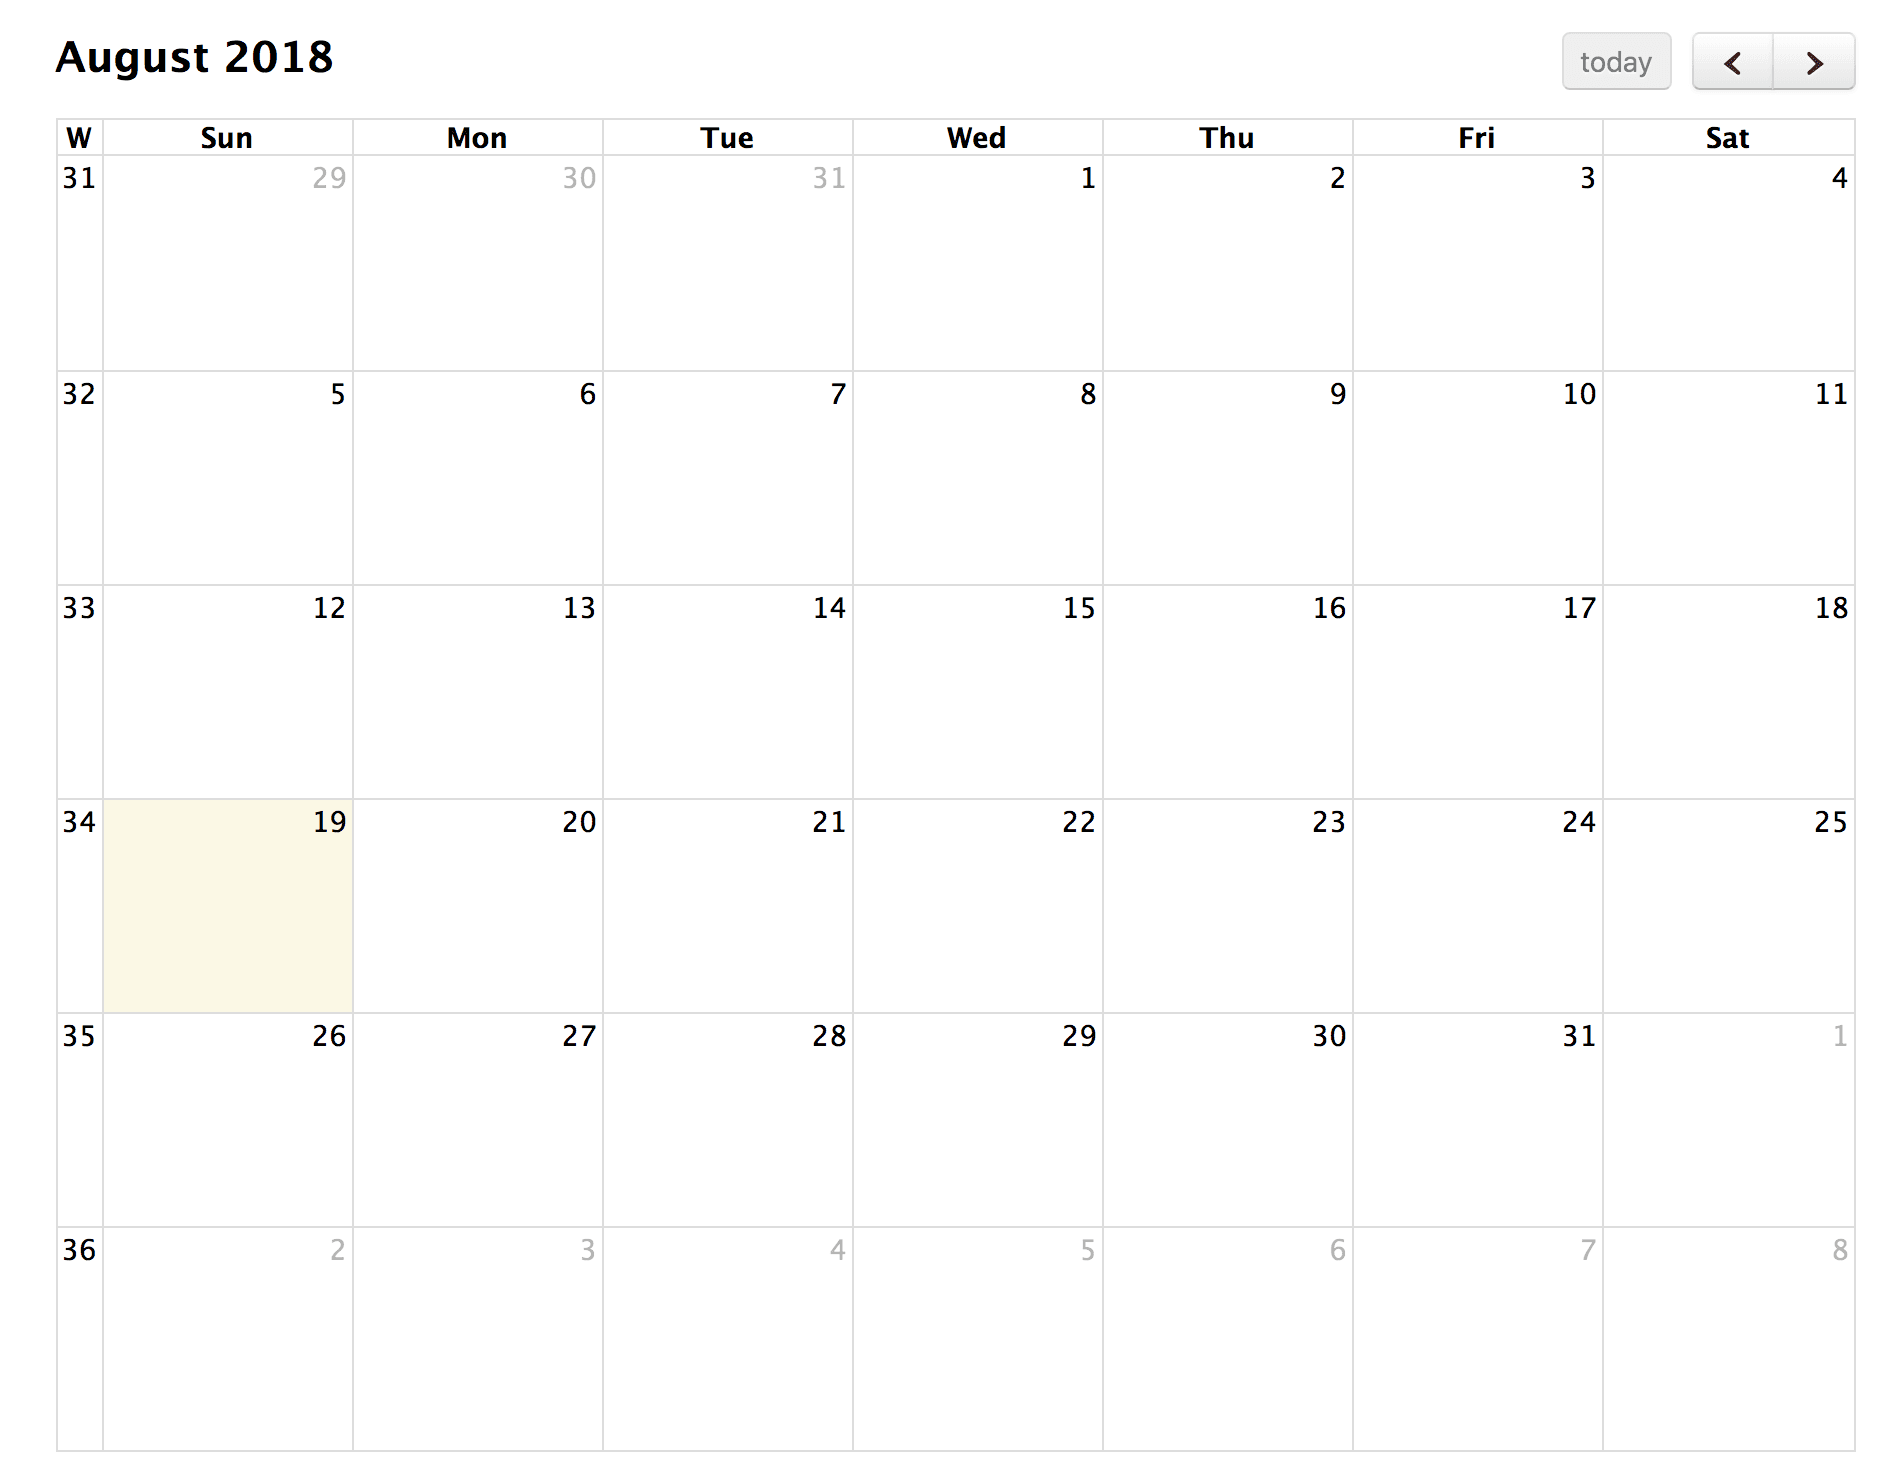 August 2018
today
W Sun Mon Tue Wed Thu Fri Sat
31 29 30 31 1 2 3 4
32 5 6 7 8 9 10 11
33 12 13 14 15 16 17 18
34 19 20 21 22 23 24 25
35 26 27 28 29 30 31 1
36 2 3 4 5 6 7 8